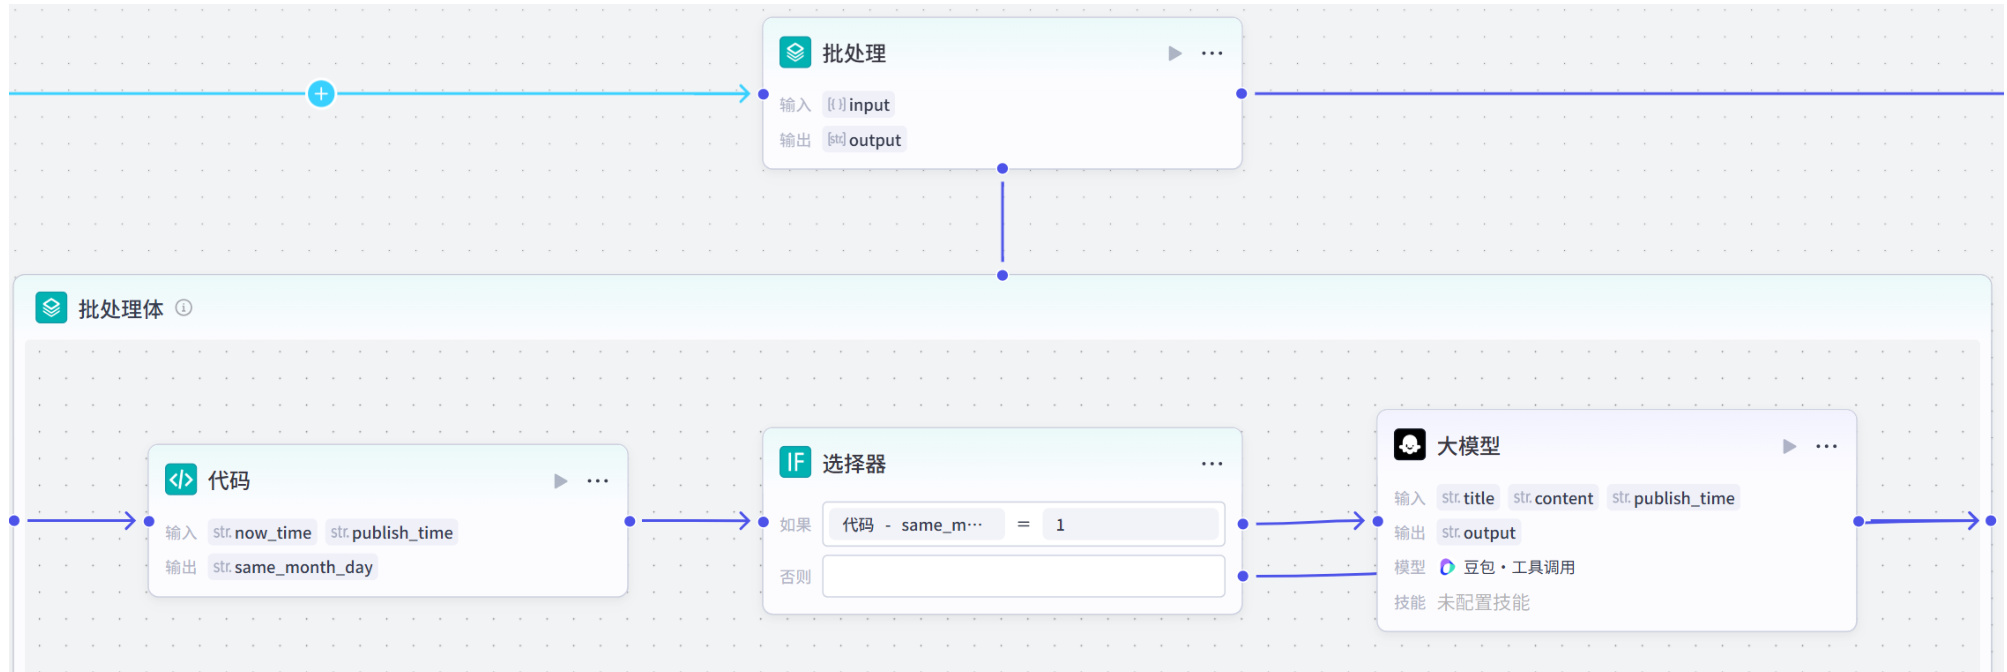 批处理
输入 [{}] input
输出 [str] output
批处理体
代码
输入 str. now_time str. publish_time
输出 str. same_month_day
IF 选择器
如果 代码 - same_m··· = 1
否则
大模型
输入 str. title str. content str. publish_time
输出 str. output
模型 豆包·工具调用
技能 未配置技能